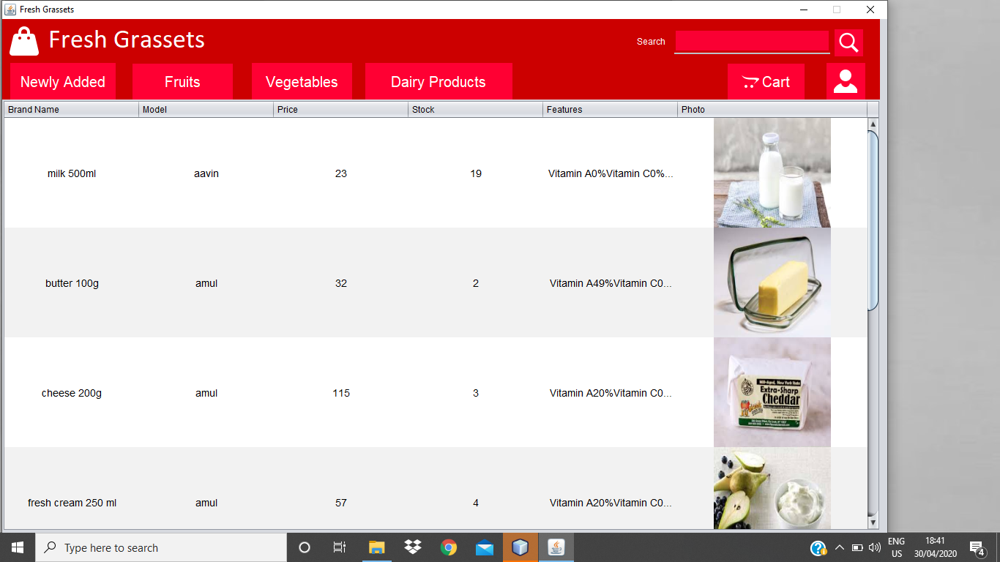 Fresh Grassets
Fresh Grassets
Search
Newly Added Fruits Vegetables Dairy Products Cart
Brand Name Model Price Stock Features Photo
milk 500ml aavin 23 19 Vitamin A0%Vitamin C0%...
butter 100g amul 32 2 Vitamin A49%Vitamin C0...
cheese 200g amul 115 3 Vitamin A20%Vitamin C0...
Extra-Sharp
Cheddar
fresh cream 250 ml amul 57 4 Vitamin A20%Vitamin C0...
Type here to search
ENG 18:41
US 30/04/2020 4